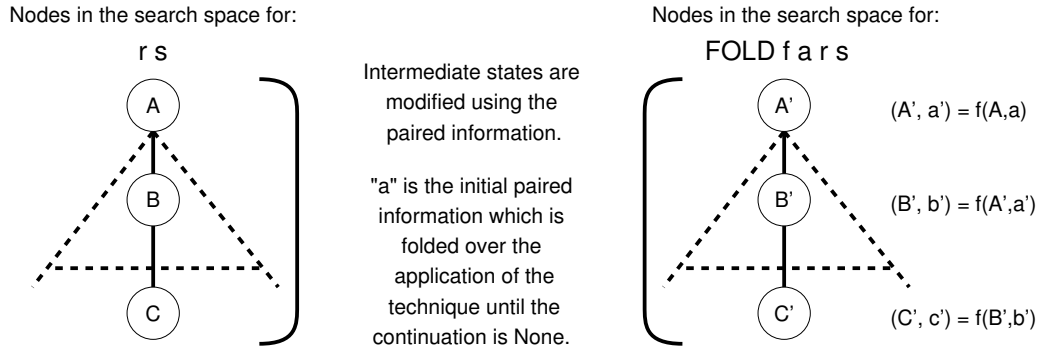 Nodes in the search space for:
r s
A
B
C
Intermediate states are
modified using the
paired information.
"a" is the initial paired
information which is
folded over the
application of the
technique until the
continuation is None.
Nodes in the search space for:
FOLD f a r s
A'
B'
C'
(A', a') = f(A,a)
(B', b') = f(A',a')
(C', c') = f(B',b')